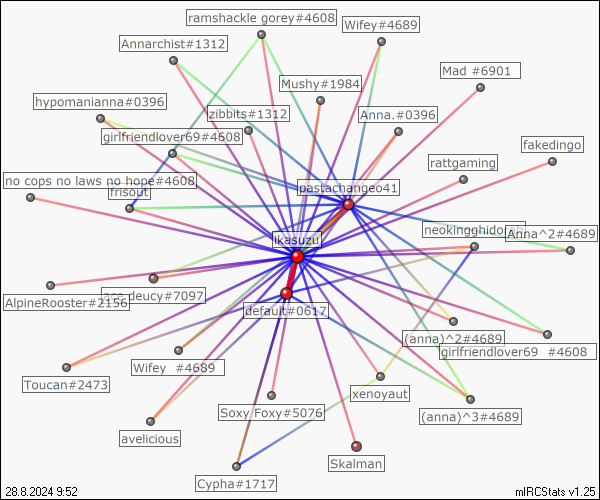 ramshackle gorey#4608
Wifey#4689
Annarchist#1312
Mad #6901
Mushy#1984
hypomanianna#0396
zibbits#1312
Anna.#0396
girlfriendlover69#4608
fakedingo
rattgaming
no cops no laws no hope#4608
pastachangeo41
frisout
Anna^2#4689
ikasuzu
deucy#7097
AlpineRooster#2156
default#0617
(anna)^2#4689
girlfriendlover69 #4608
Wifey #4689
Toucan#2473
xenoyaut
Soxy Foxy#5076
(anna)^3#4689
avelicious
Skalman
Cypha#1717
28.8.2024 9:52
mIRCStats v1.25